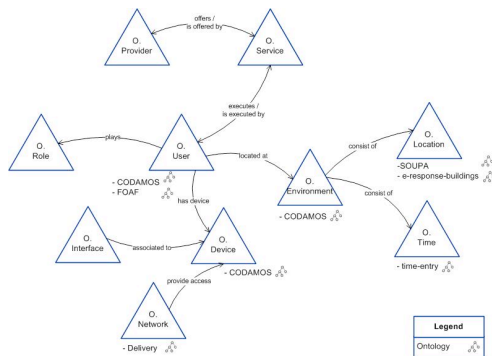 offers /
is offered by
O.
Provider
O.
Service
executes /
is executed by
O.
Role
plays
O.
User
- CODAMOS
- FOAF
located at
O.
Environment
- CODAMOS
consist of
O.
Location
-SOUPA
- e-response-buildings
consist of
O.
Time
- time-entry
has device
O.
Interface
associated to
O.
Device
- CODAMOS
provide access
O.
Network
- Delivery
Legend
Ontology